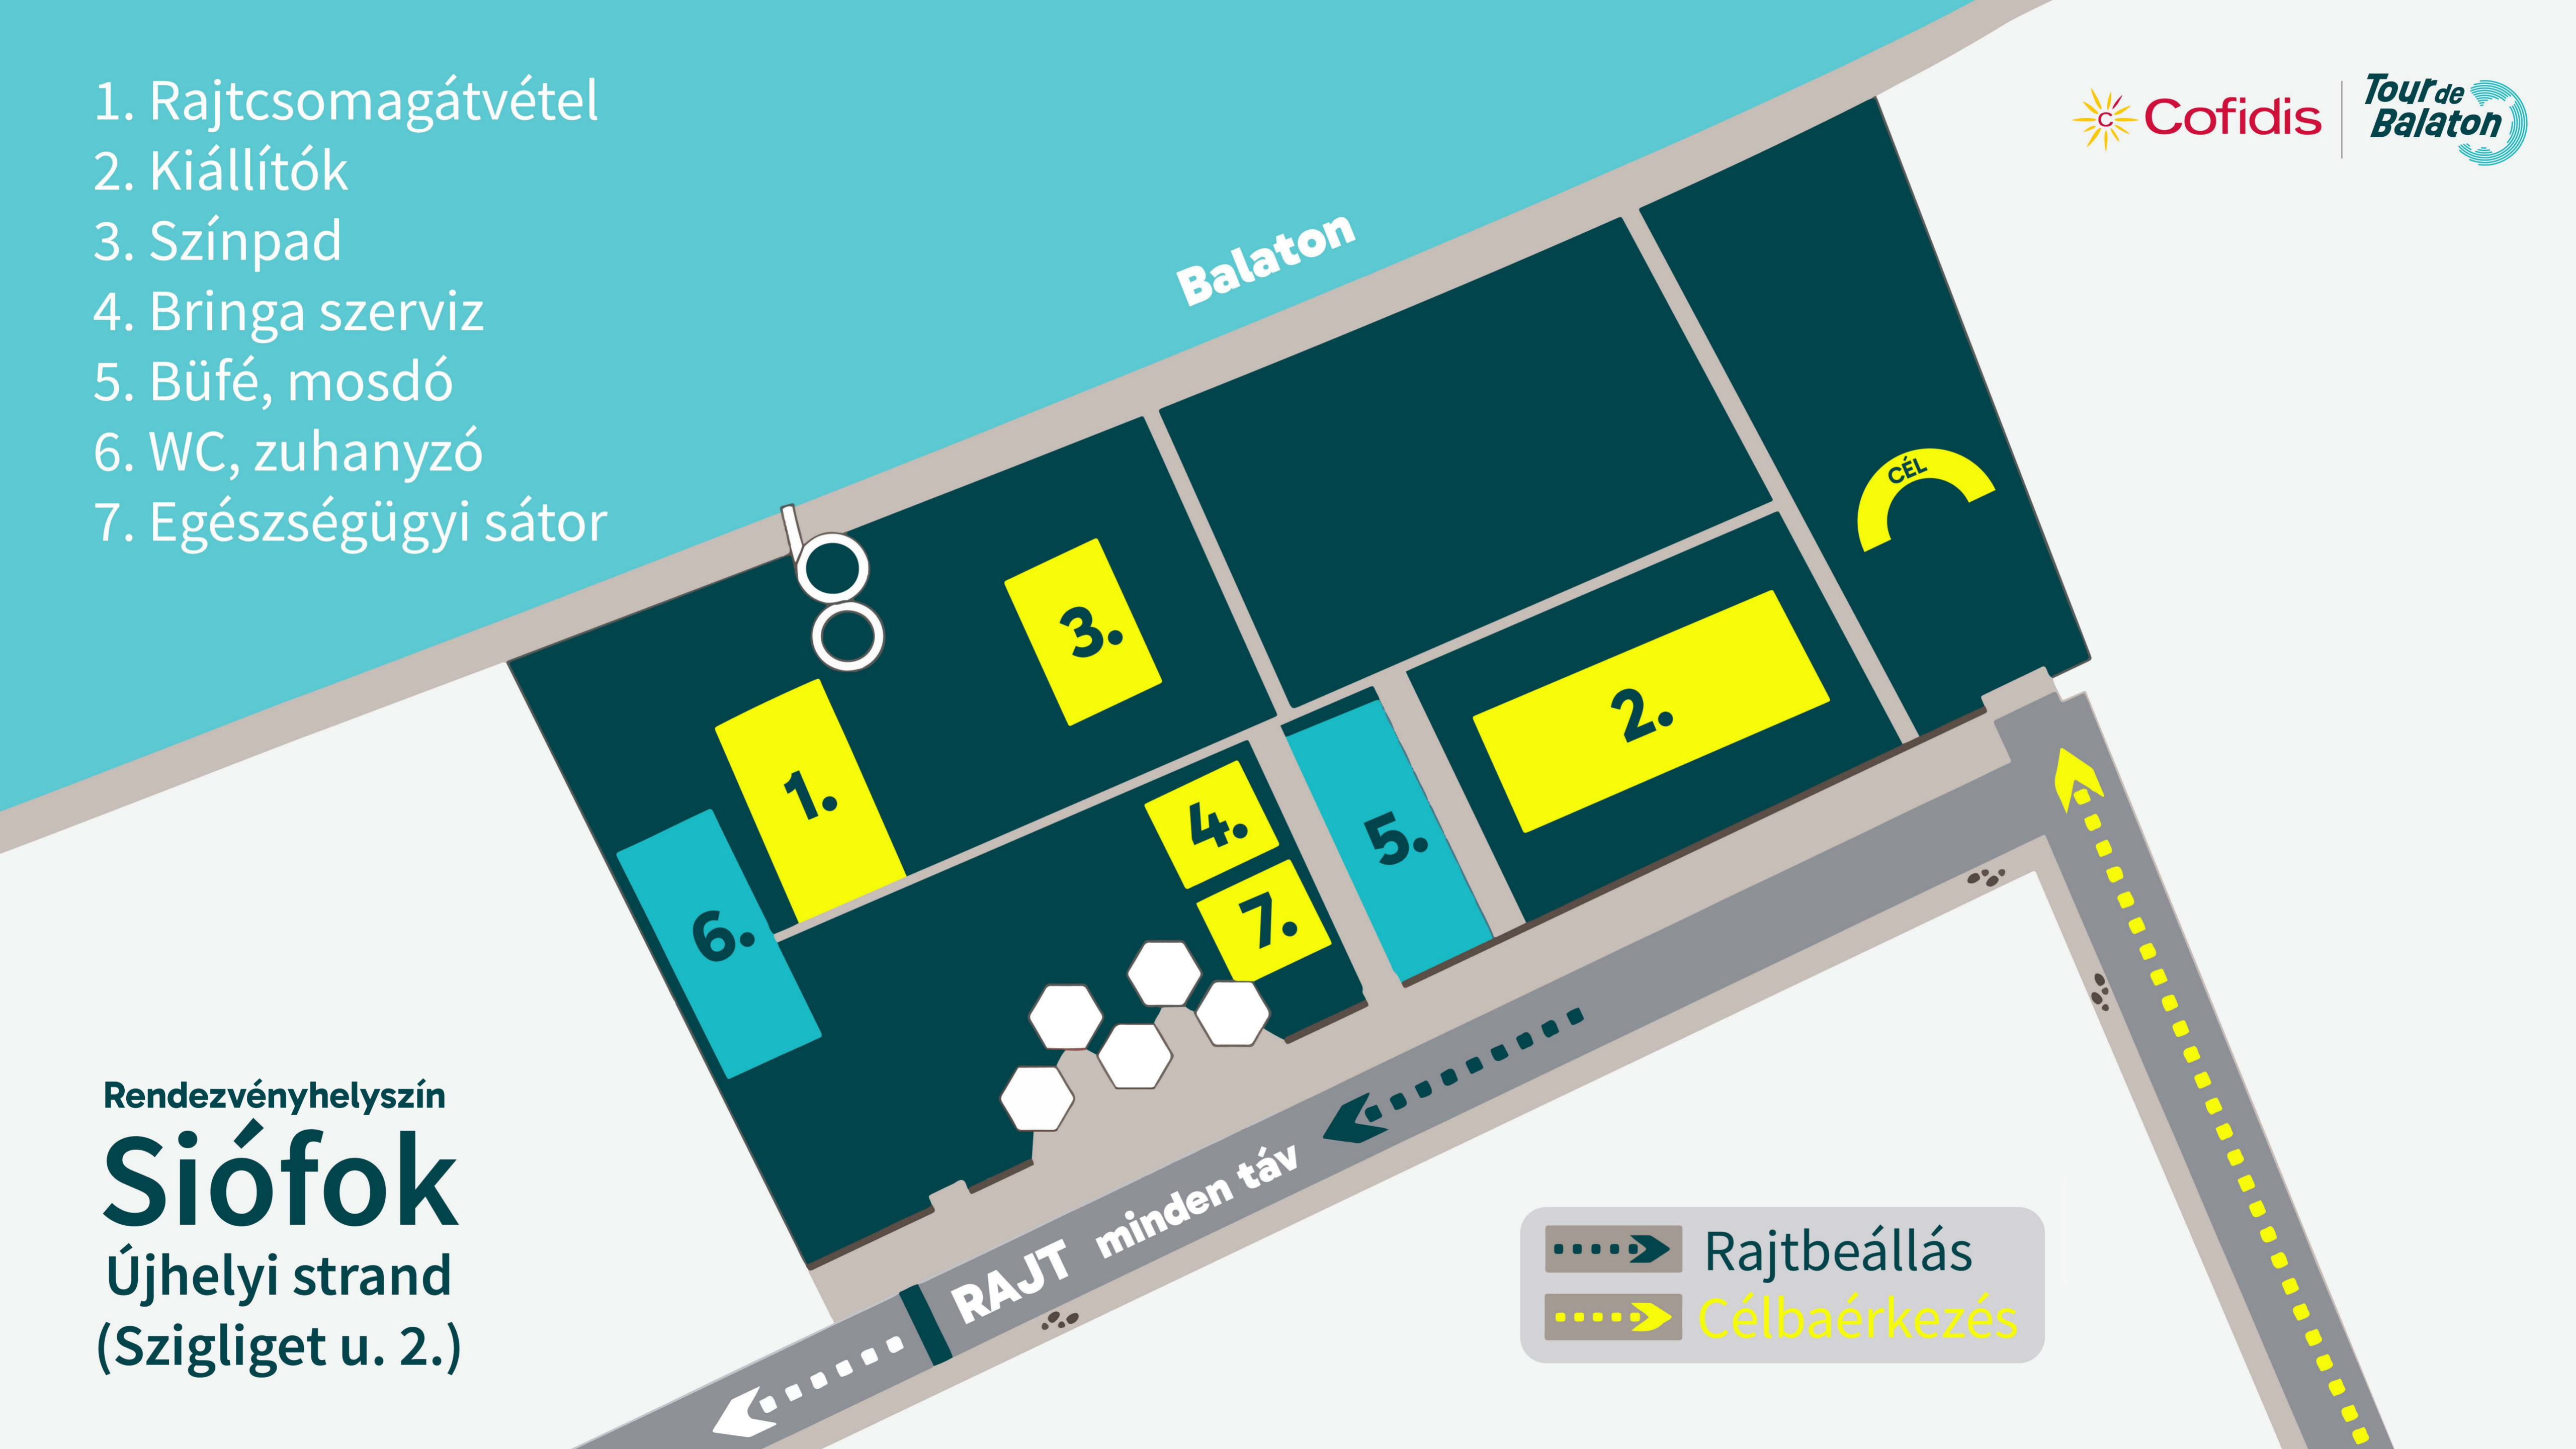 1. Rajtcsomagátvétel
2. Kiállítók
3. Színpad
4. Bringa szerviz
5. Büfé, mosdó
6. WC, zuhanyzó
7. Egészségügyi sátor
C Cofidis
Tour de
Balaton
Balaton
CÉL
3.
2.
1.
4.
5.
7.
6.
RAJT minden táv
Rendezvényhelyszín
Siófok
Újhelyi strand
(Szigliget u. 2.)
Rajtbeállás
Célbaérkezés